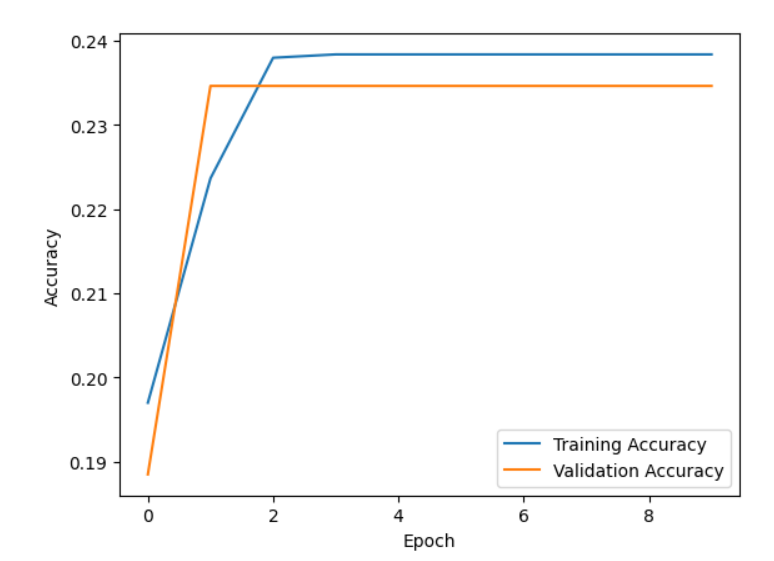 0.24
0.23
0.22
0.21
0.20
0.19
Accuracy
0 2 4 6 8
Epoch
Training Accuracy
Validation Accuracy